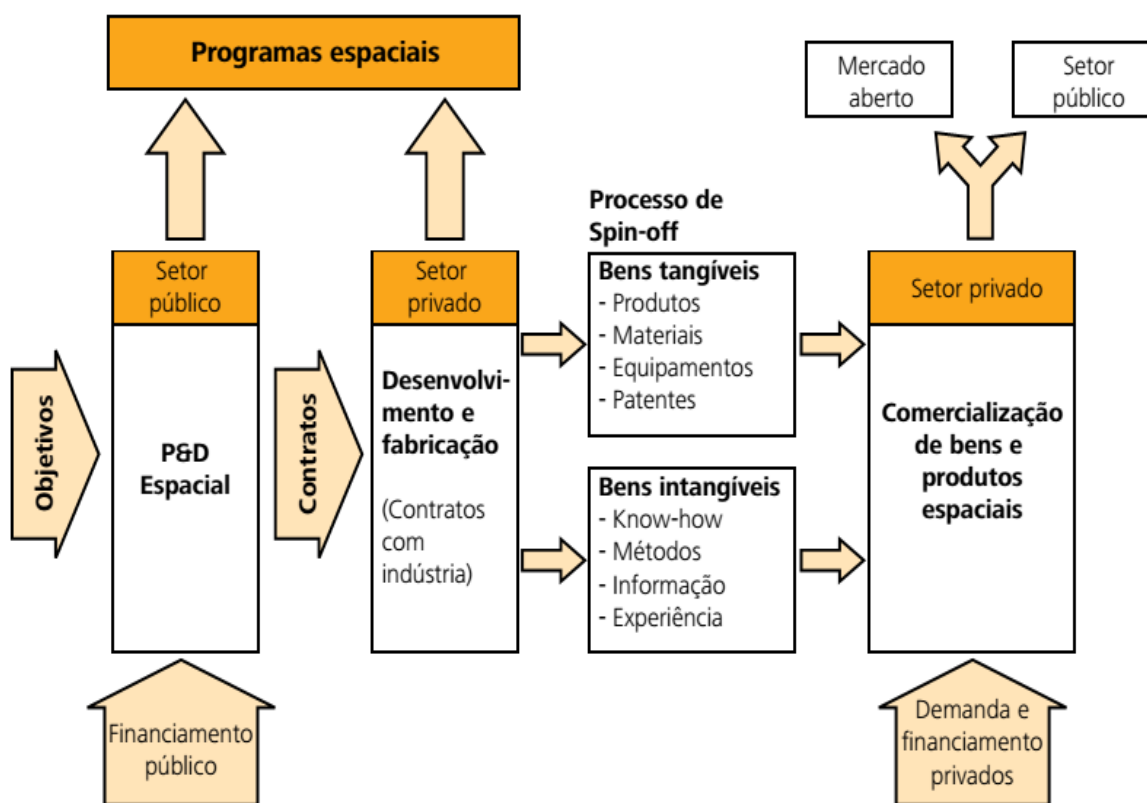 Programas espaciais
Mercado
aberto
Setor
público
Objetivos
Setor
público
P&D
Espacial
Financiamento
público
Contratos
Setor
privado
Desenvolvi-
mento e
fabricação
(Contratos
com
indústria)
Processo de
Spin-off
Bens tangíveis
- Produtos
- Materiais
- Equipamentos
- Patentes
Bens intangíveis
- Know-how
- Métodos
- Informação
- Experiência
Setor privado
Comercialização
de bens e
produtos
espaciais
Demanda e
financiamento
privados